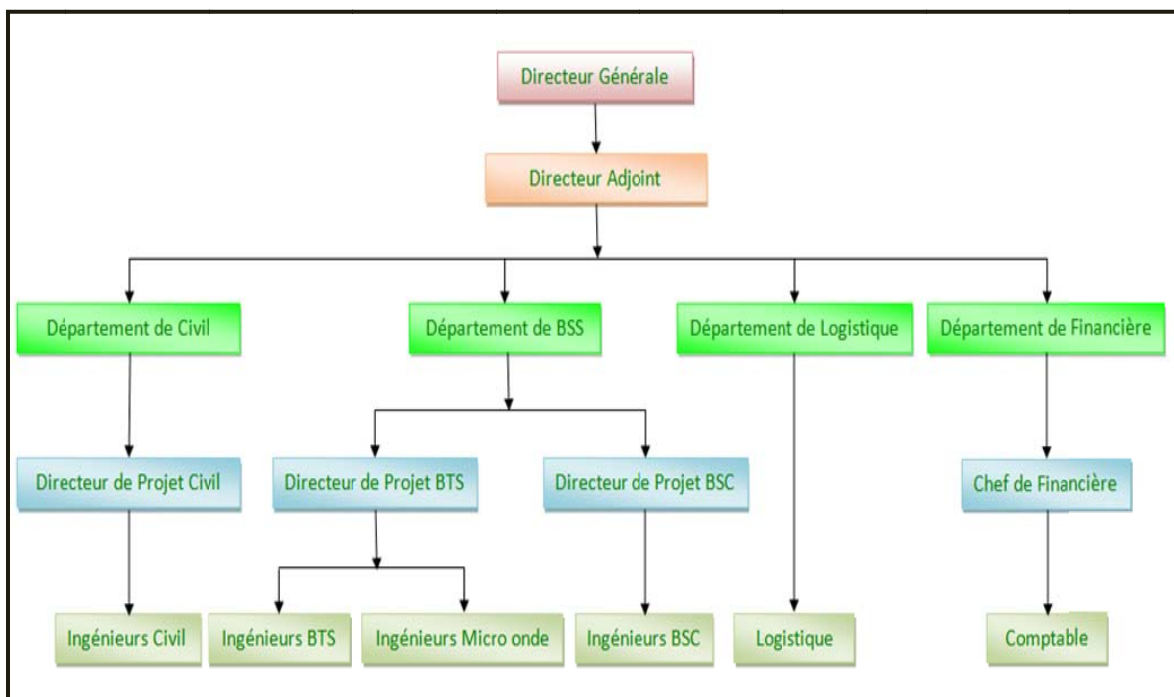 Directeur Générale
Directeur Adjoint
Département de Civil
Département de BSS
Département de Logistique
Département de Financière
Directeur de Projet Civil
Directeur de Projet BTS
Directeur de Projet BSC
Chef de Financière
Ingénieurs Civil
Ingénieurs BTS
Ingénieurs Micro onde
Ingénieurs BSC
Logistique
Comptable